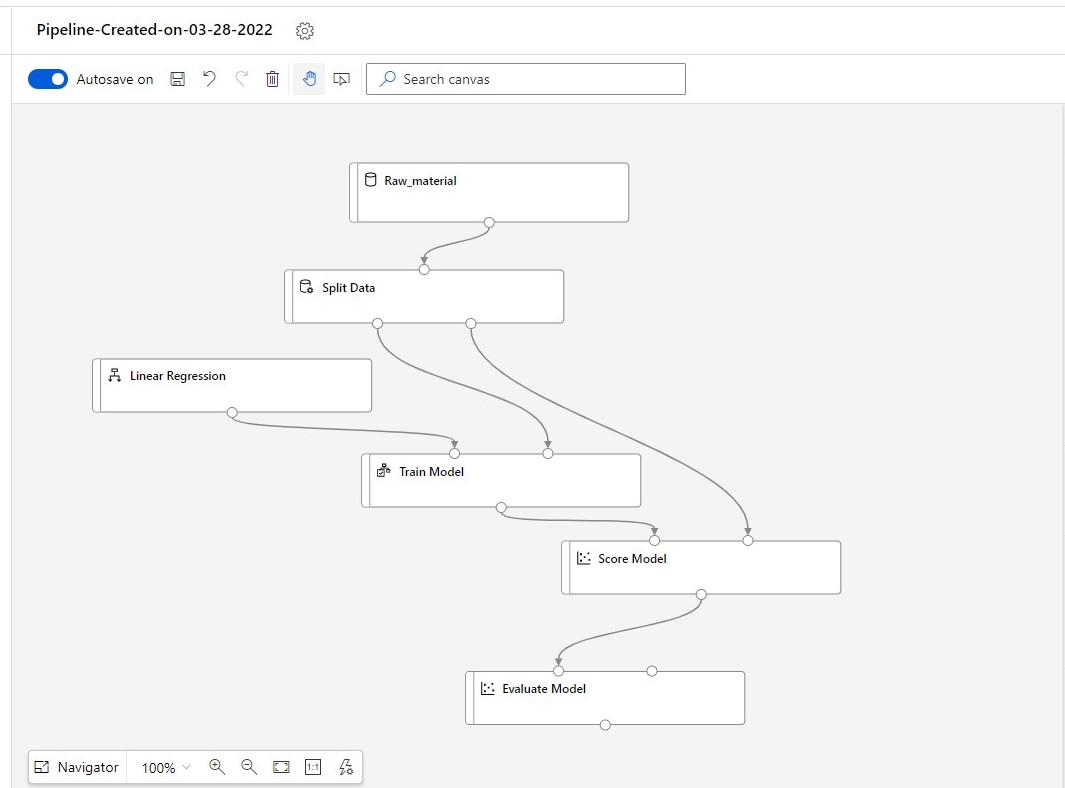 Pipeline-Created-on-03-28-2022
Autosave on
Search canvas
Raw_material
Split Data
Linear Regression
Train Model
Score Model
Evaluate Model
Navigator
100%
1:1